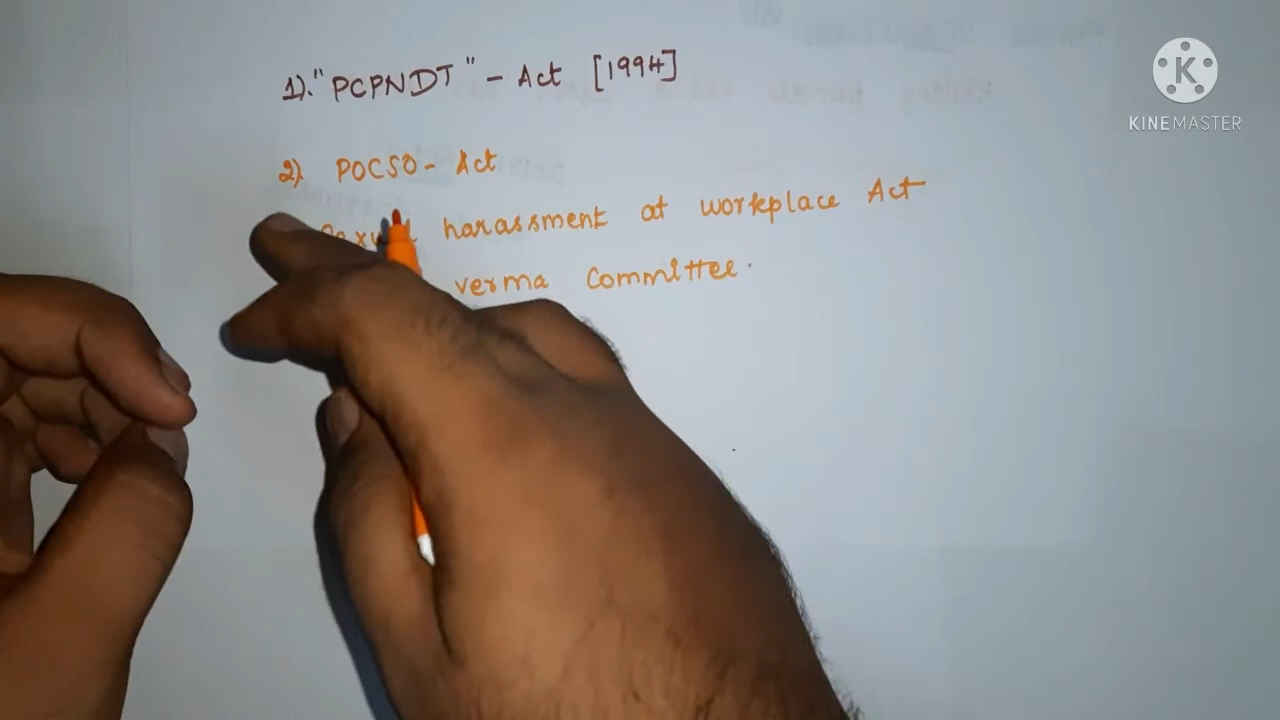 1). "PCPNDT" - Act [1994]
2) POCSO - Act
harassment at workplace Act
verma Committee.
KINEMASTER